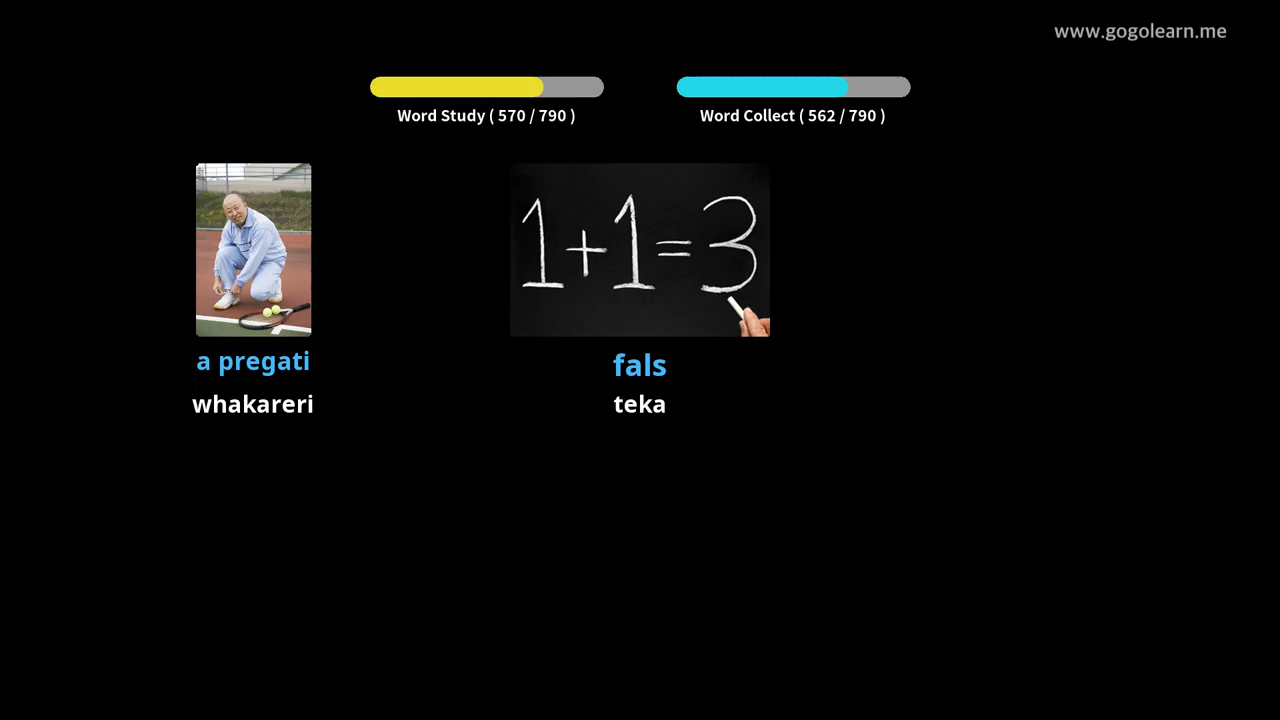 www.gogolearn.me
Word Study ( 570 / 790 )
Word Collect ( 562 / 790 )
1+1=3
a pregati
fals
whakareri
teka